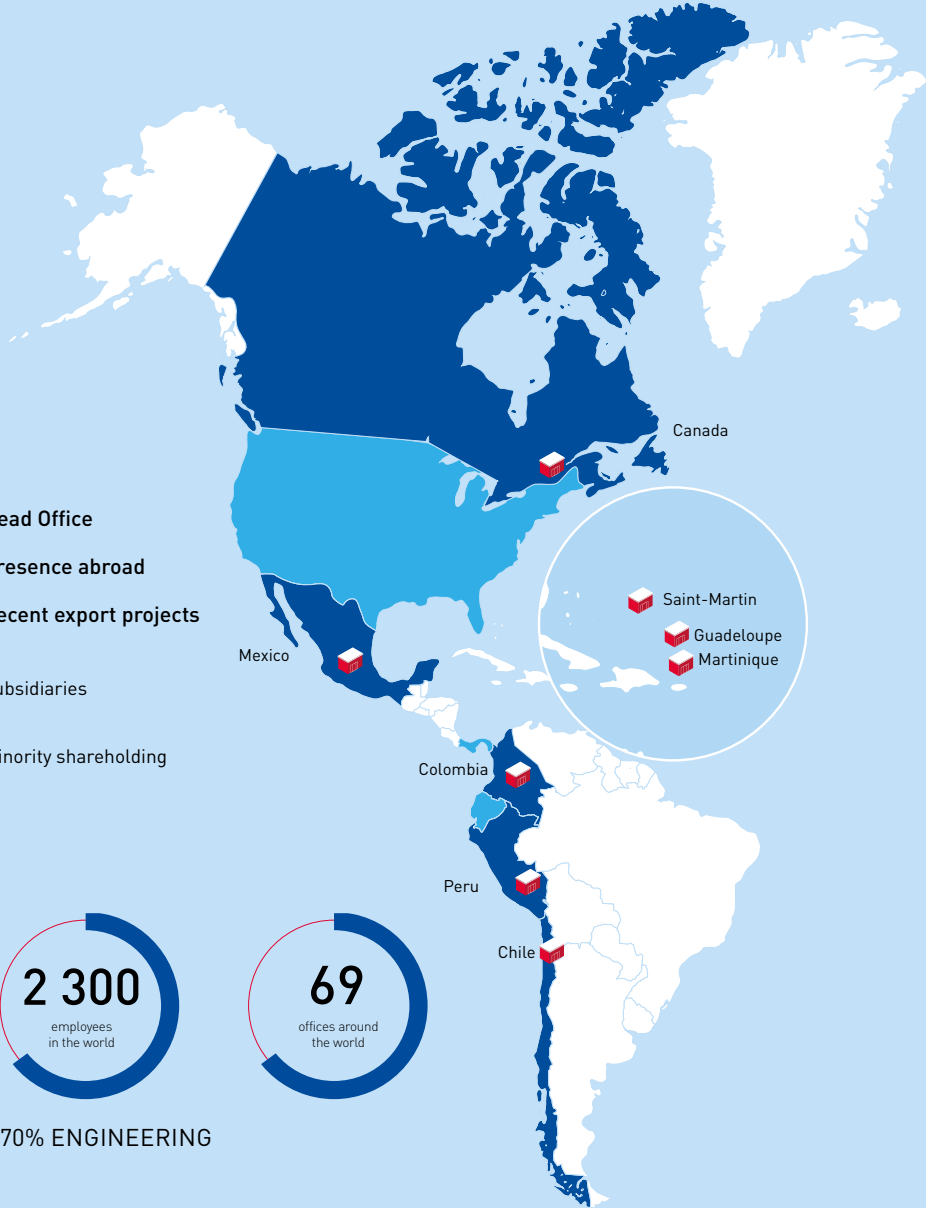 Canada
ead Office
resence abroad
ecent export projects
Saint-Martin
Guadeloupe
Martinique
Mexico
ubsidiaries
inority shareholding
Colombia
Peru
Chile
2 300
employees
in the world
69
offices around
the world
70% ENGINEERING